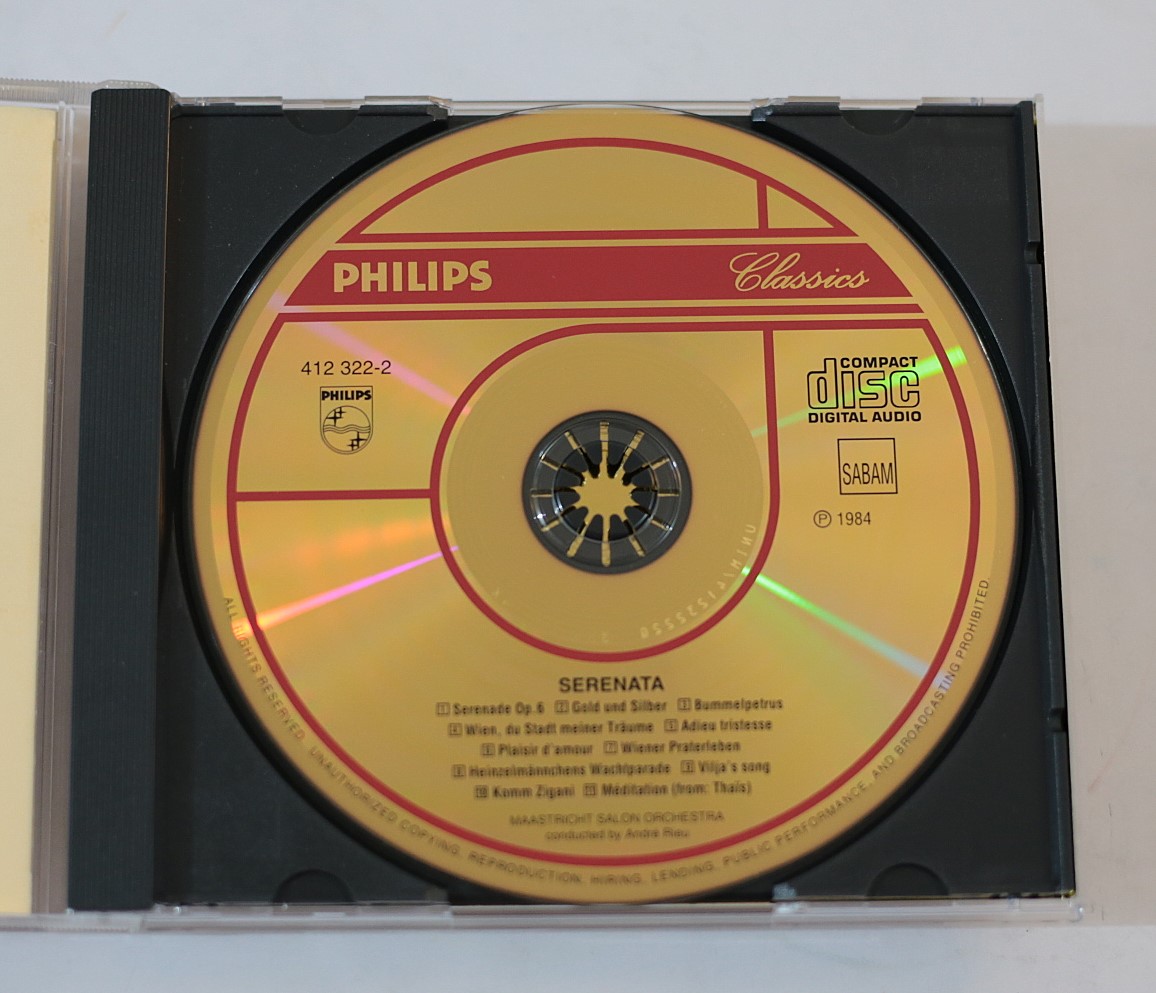 PHILIPS Classics
412 322-2
PHILIPS
COMPACT
disc
DIGITAL AUDIO
SABAM
℗ 1984
SERENATA
1 Serenade Op.6 2 Gold und Silber 3 Bummelpetrus
4 Wien, du Stadt meiner Träume 5 Adieu tristesse
6 Plaisir d'amour 7 Wiener Praterleben
8 Heinzelmännchens Wachtparade 9 Vilja's song
10 Komm Zigani 11 Méditation (from: Thaïs)
MAASTRICHT SALON ORCHESTRA
conducted by André Rieu
ALL RIGHTS RESERVED. UNAUTHORIZED COPYING, REPRODUCTION, HIRING, LENDING, PUBLIC PERFORMANCE, AND BROADCASTING PROHIBITED.